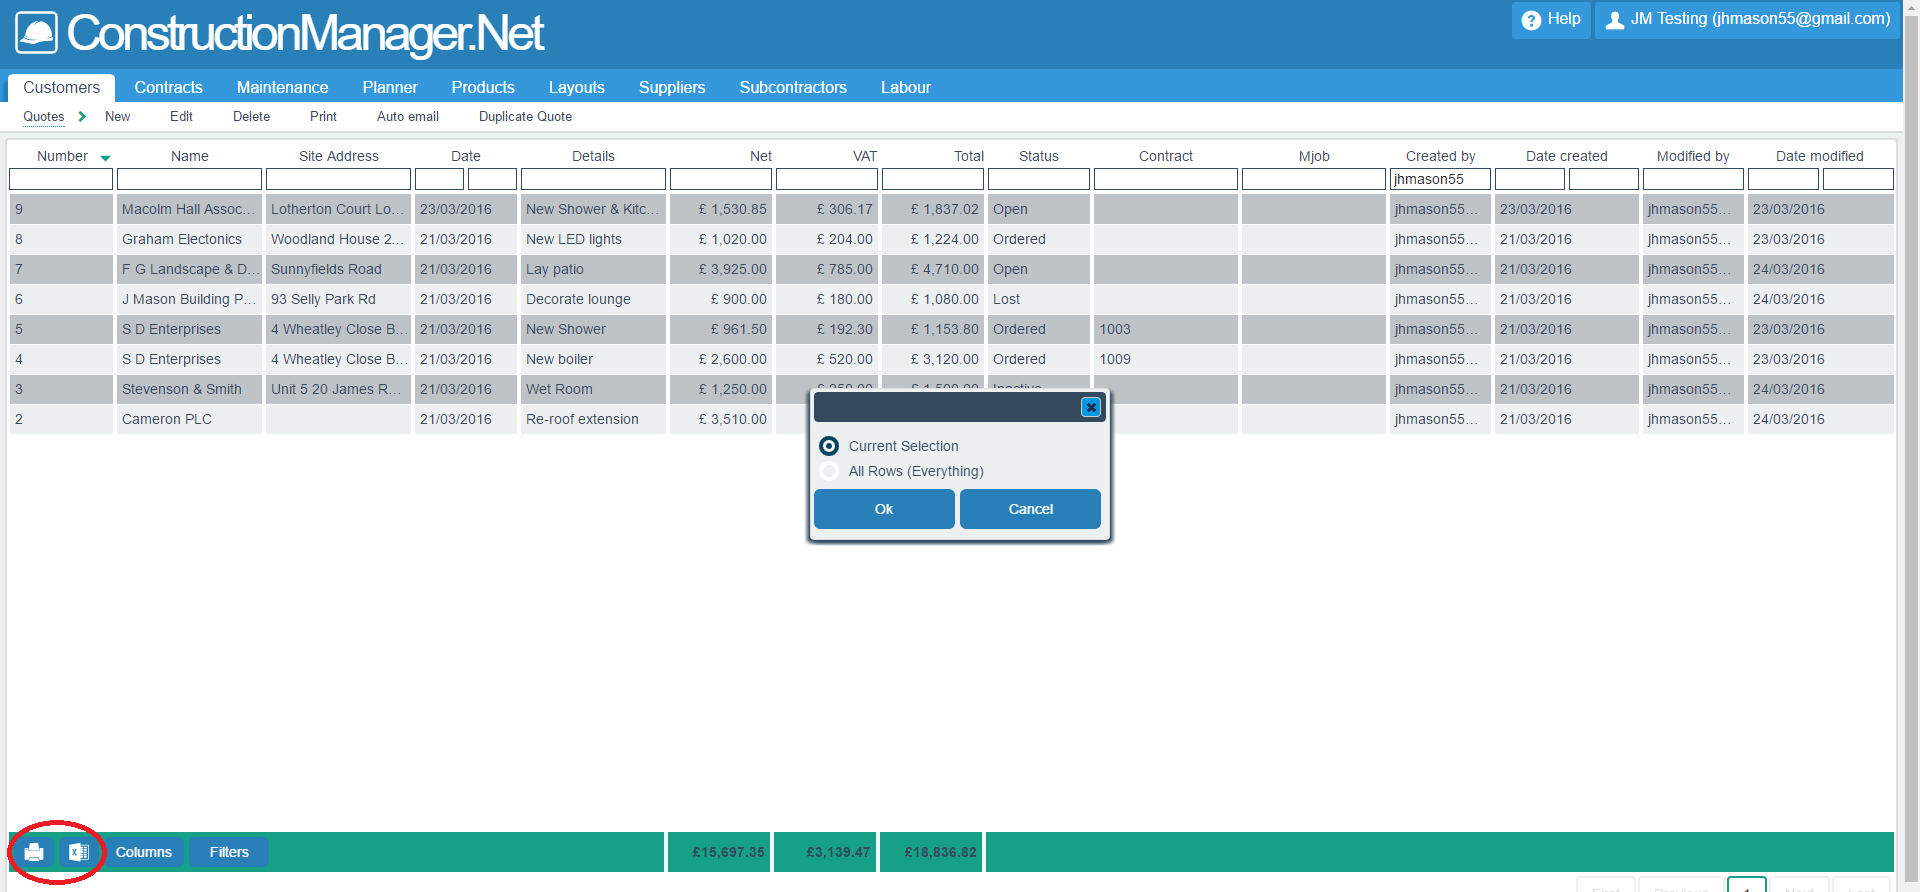 ConstructionManager.Net
? Help JM Testing (jhmason55@gmail.com)
Customers Contracts Maintenance Planner Products Layouts Suppliers Subcontractors Labour
Quotes New Edit Delete Print Auto email Duplicate Quote
Number Name Site Address Date Details Net VAT Total Status Contract Mjob Created by Date created Modified by Date modified
jhmason55
9 Macolm Hall Assoc... Lotherton Court Lo... 23/03/2016 New Shower & Kitc... £ 1,530.85 £ 306.17 £ 1,837.02 Open jhmason55... 23/03/2016 jhmason55... 23/03/2016
8 Graham Electonics Woodland House 2... 21/03/2016 New LED lights £ 1,020.00 £ 204.00 £ 1,224.00 Ordered jhmason55... 21/03/2016 jhmason55... 23/03/2016
7 F G Landscape & D... Sunnyfields Road 21/03/2016 Lay patio £ 3,925.00 £ 785.00 £ 4,710.00 Open jhmason55... 21/03/2016 jhmason55... 24/03/2016
6 J Mason Building P... 93 Selly Park Rd 21/03/2016 Decorate lounge £ 900.00 £ 180.00 £ 1,080.00 Lost jhmason55... 21/03/2016 jhmason55... 24/03/2016
5 S D Enterprises 4 Wheatley Close B... 21/03/2016 New Shower £ 961.50 £ 192.30 £ 1,153.80 Ordered 1003 jhmason55... 21/03/2016 jhmason55... 23/03/2016
4 S D Enterprises 4 Wheatley Close B... 21/03/2016 New boiler £ 2,600.00 £ 520.00 £ 3,120.00 Ordered 1009 jhmason55... 21/03/2016 jhmason55... 23/03/2016
3 Stevenson & Smith Unit 5 20 James R... 21/03/2016 Wet Room £ 1,250.00 £ 250.00 £ 1,500.00 Inactive jhmason55... 21/03/2016 jhmason55... 24/03/2016
2 Cameron PLC 21/03/2016 Re-roof extension £ 3,510.00 jhmason55... 21/03/2016 jhmason55... 24/03/2016
Current Selection
All Rows (Everything)
Ok Cancel
Columns Filters £15,697.35 £3,139.47 £18,836.82
First Previous 1 Next Last